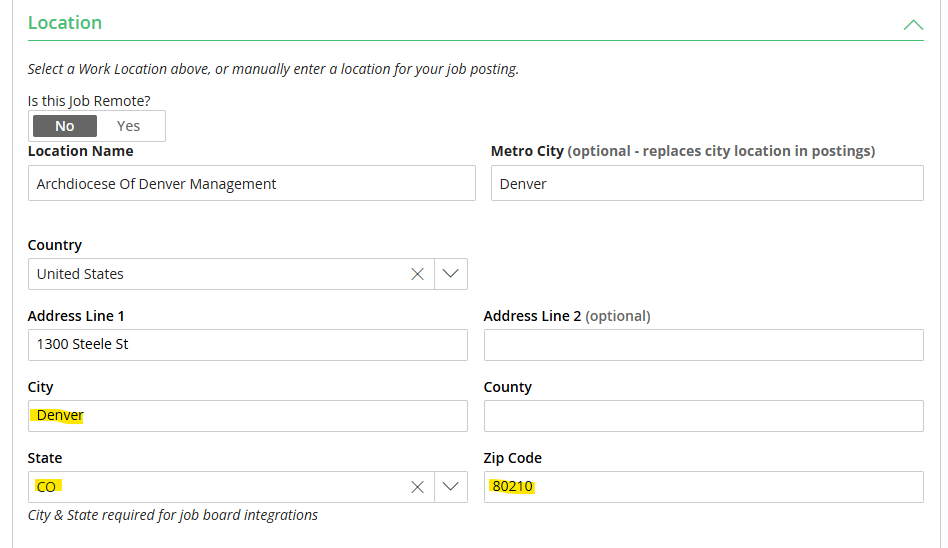 Location
Select a Work Location above, or manually enter a location for your job posting.
Is this Job Remote?
No Yes
Location Name Metro City (optional - replaces city location in postings)
Archdiocese Of Denver Management Denver
Country
United States
Address Line 1 Address Line 2 (optional)
1300 Steele St
City County
Denver
State Zip Code
CO 80210
City & State required for job board integrations